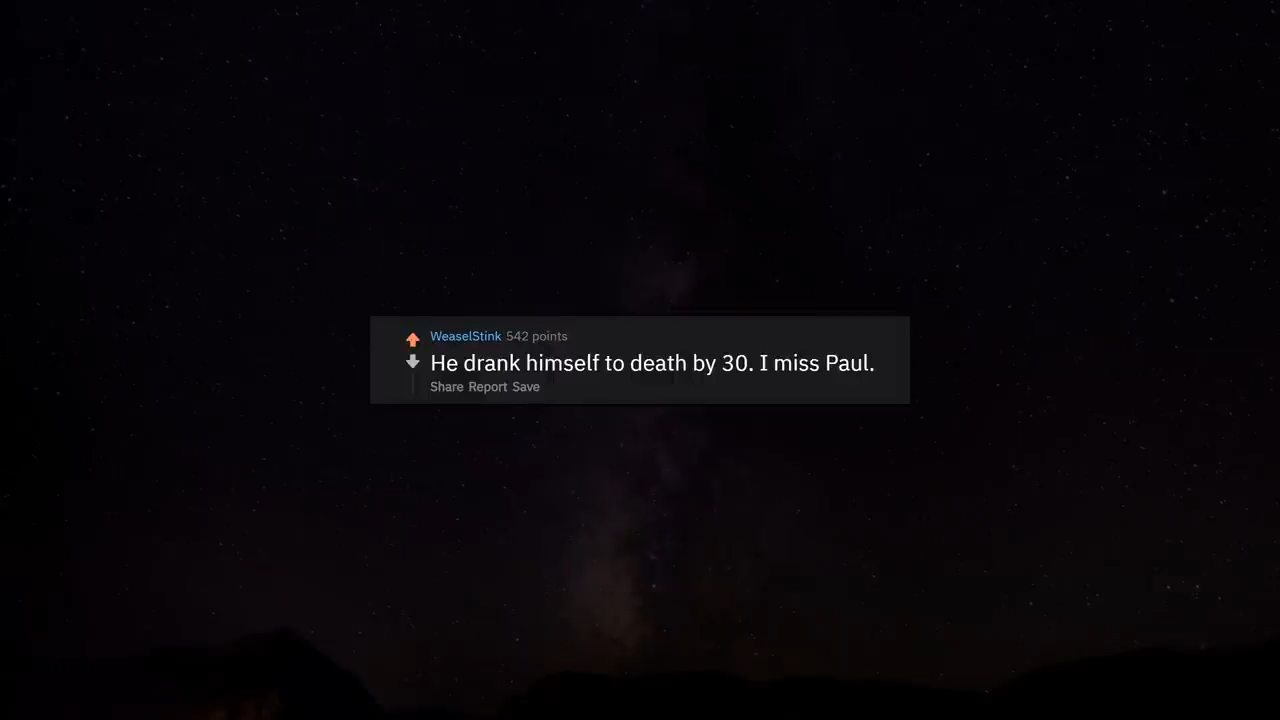 WeaselStink 542 points
He drank himself to death by 30. I miss Paul.
Share Report Save